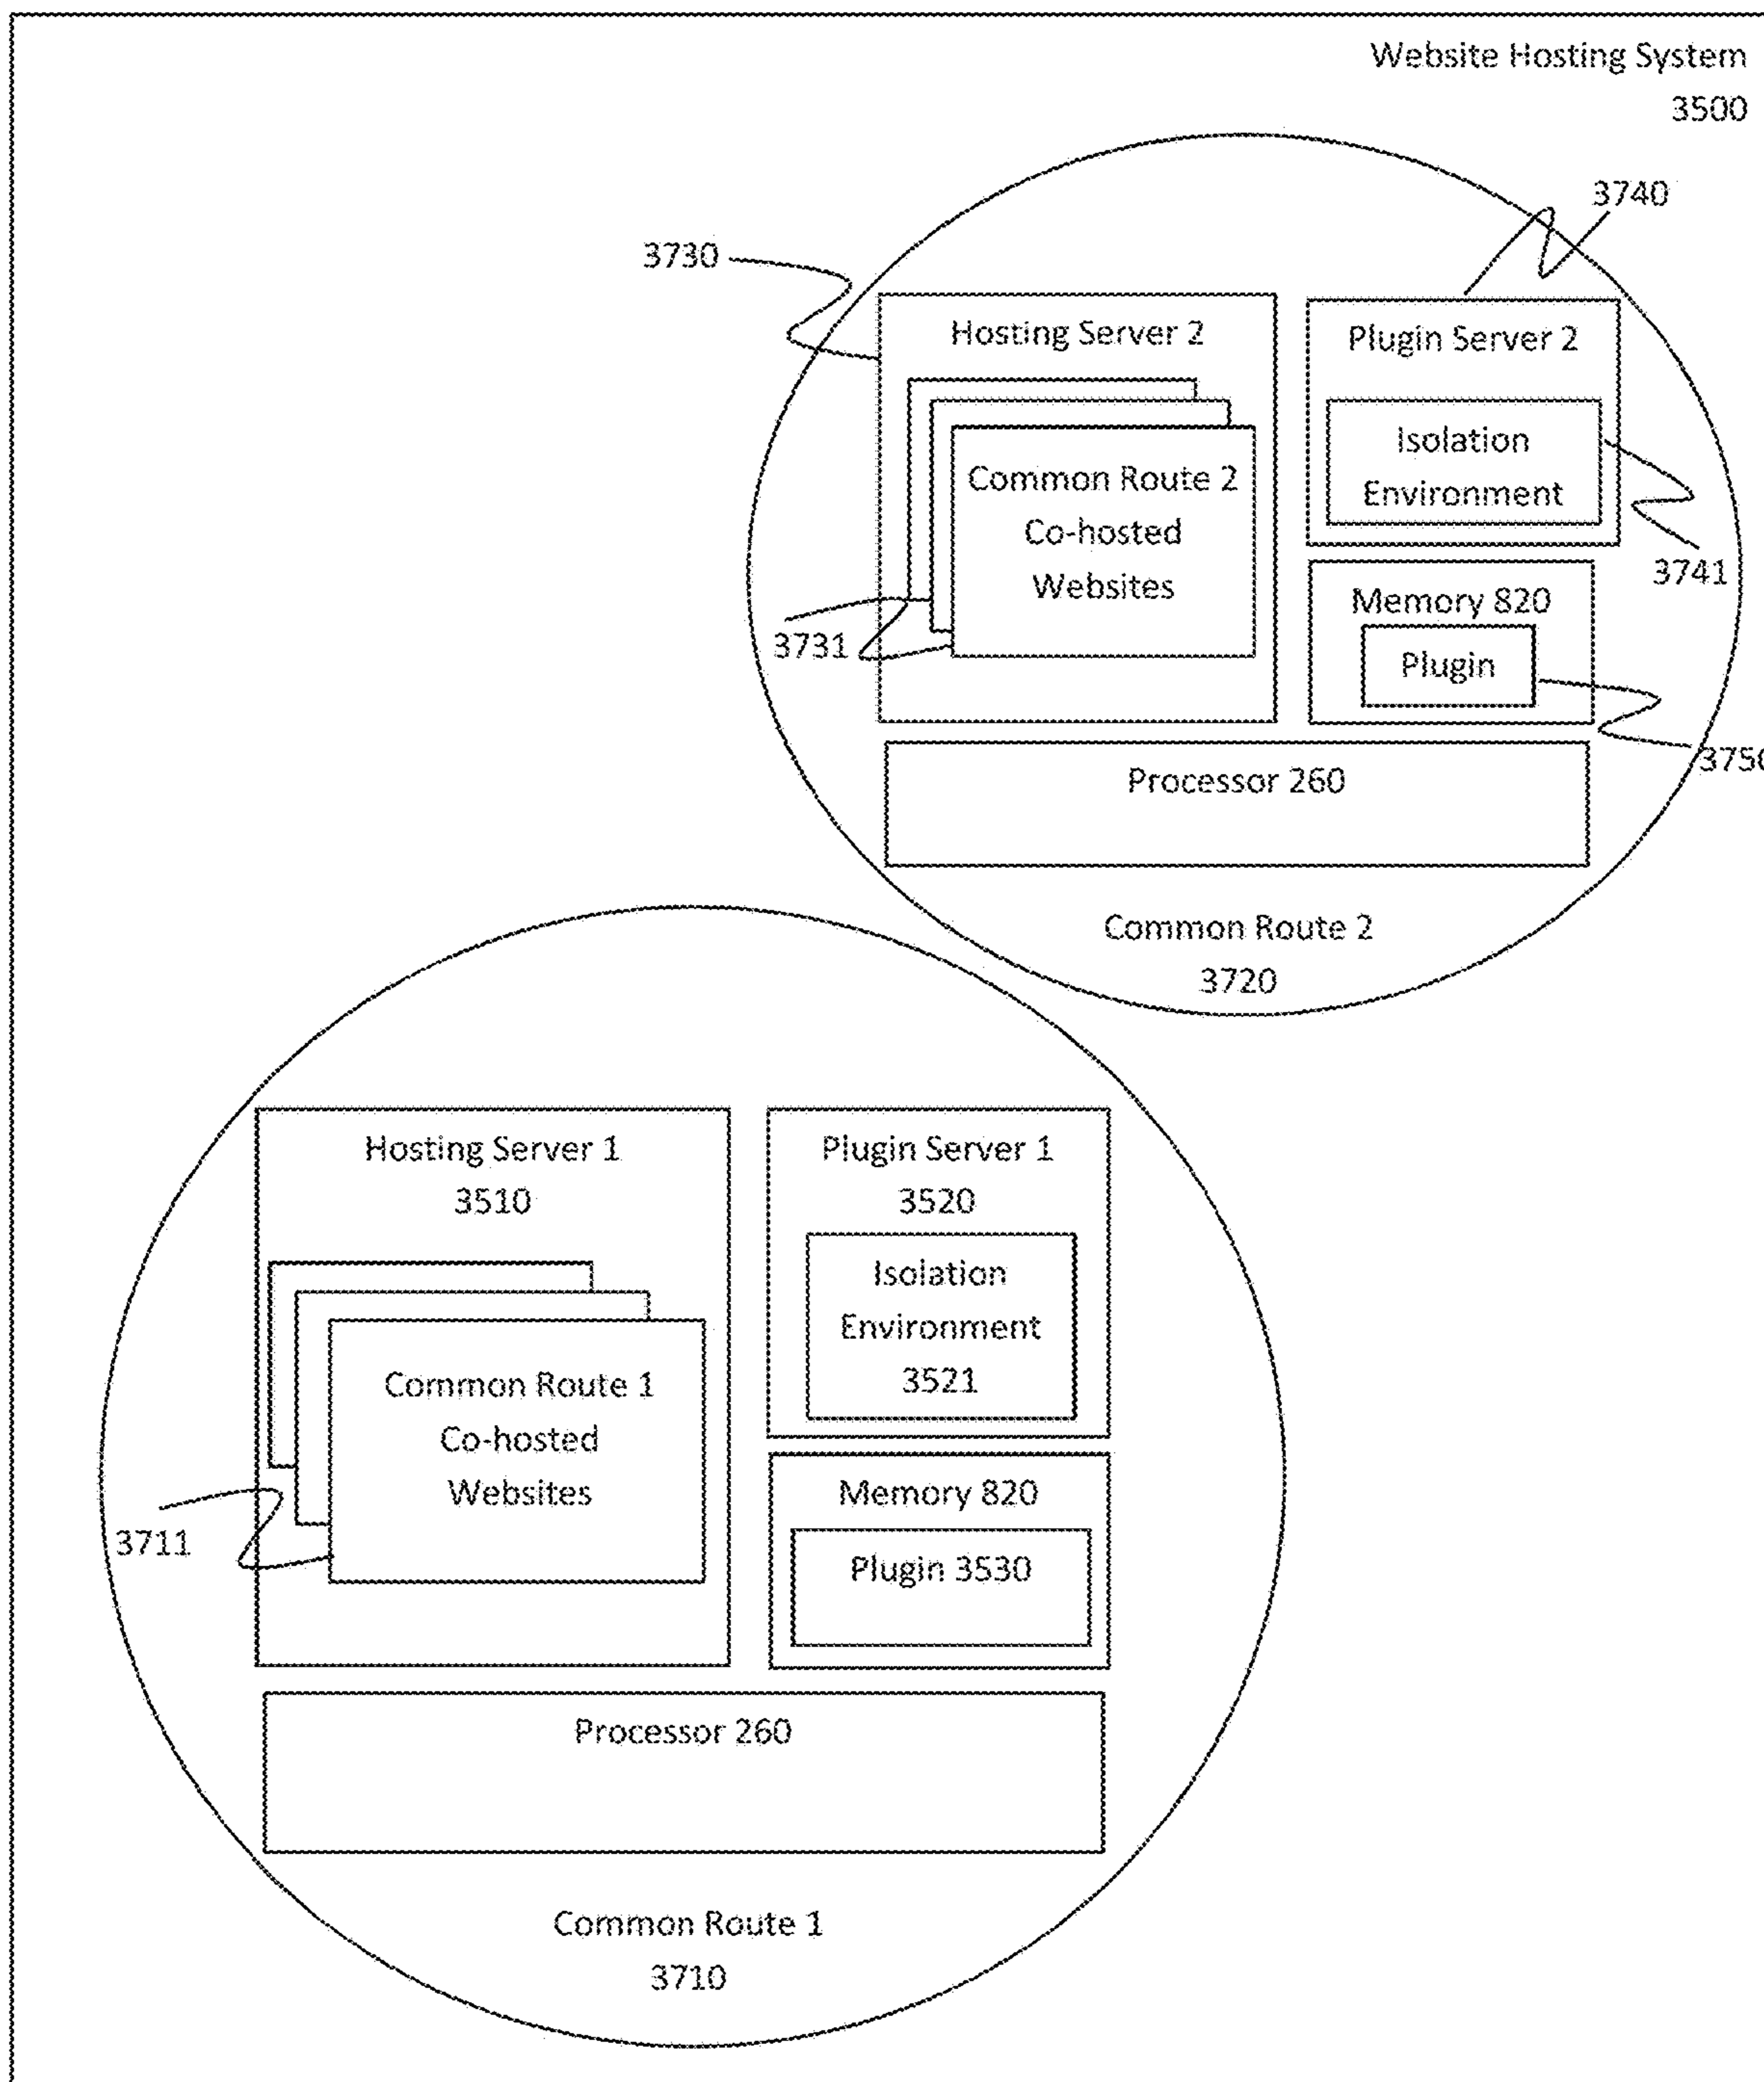 Website Hosting System
3500
3740
3730
Hosting Server 2
Plugin Server 2
Isolation
Environment
3741
Common Route 2
Co-hosted
Websites
3731
Memory 820
Plugin
Processor 260
Common Route 2
3720
Hosting Server 1
3510
Plugin Server 1
3520
Isolation
Environment
3521
Common Route 1
Co-hosted
Websites
3711
Memory 820
Plugin 3530
Processor 260
Common Route 1
3710